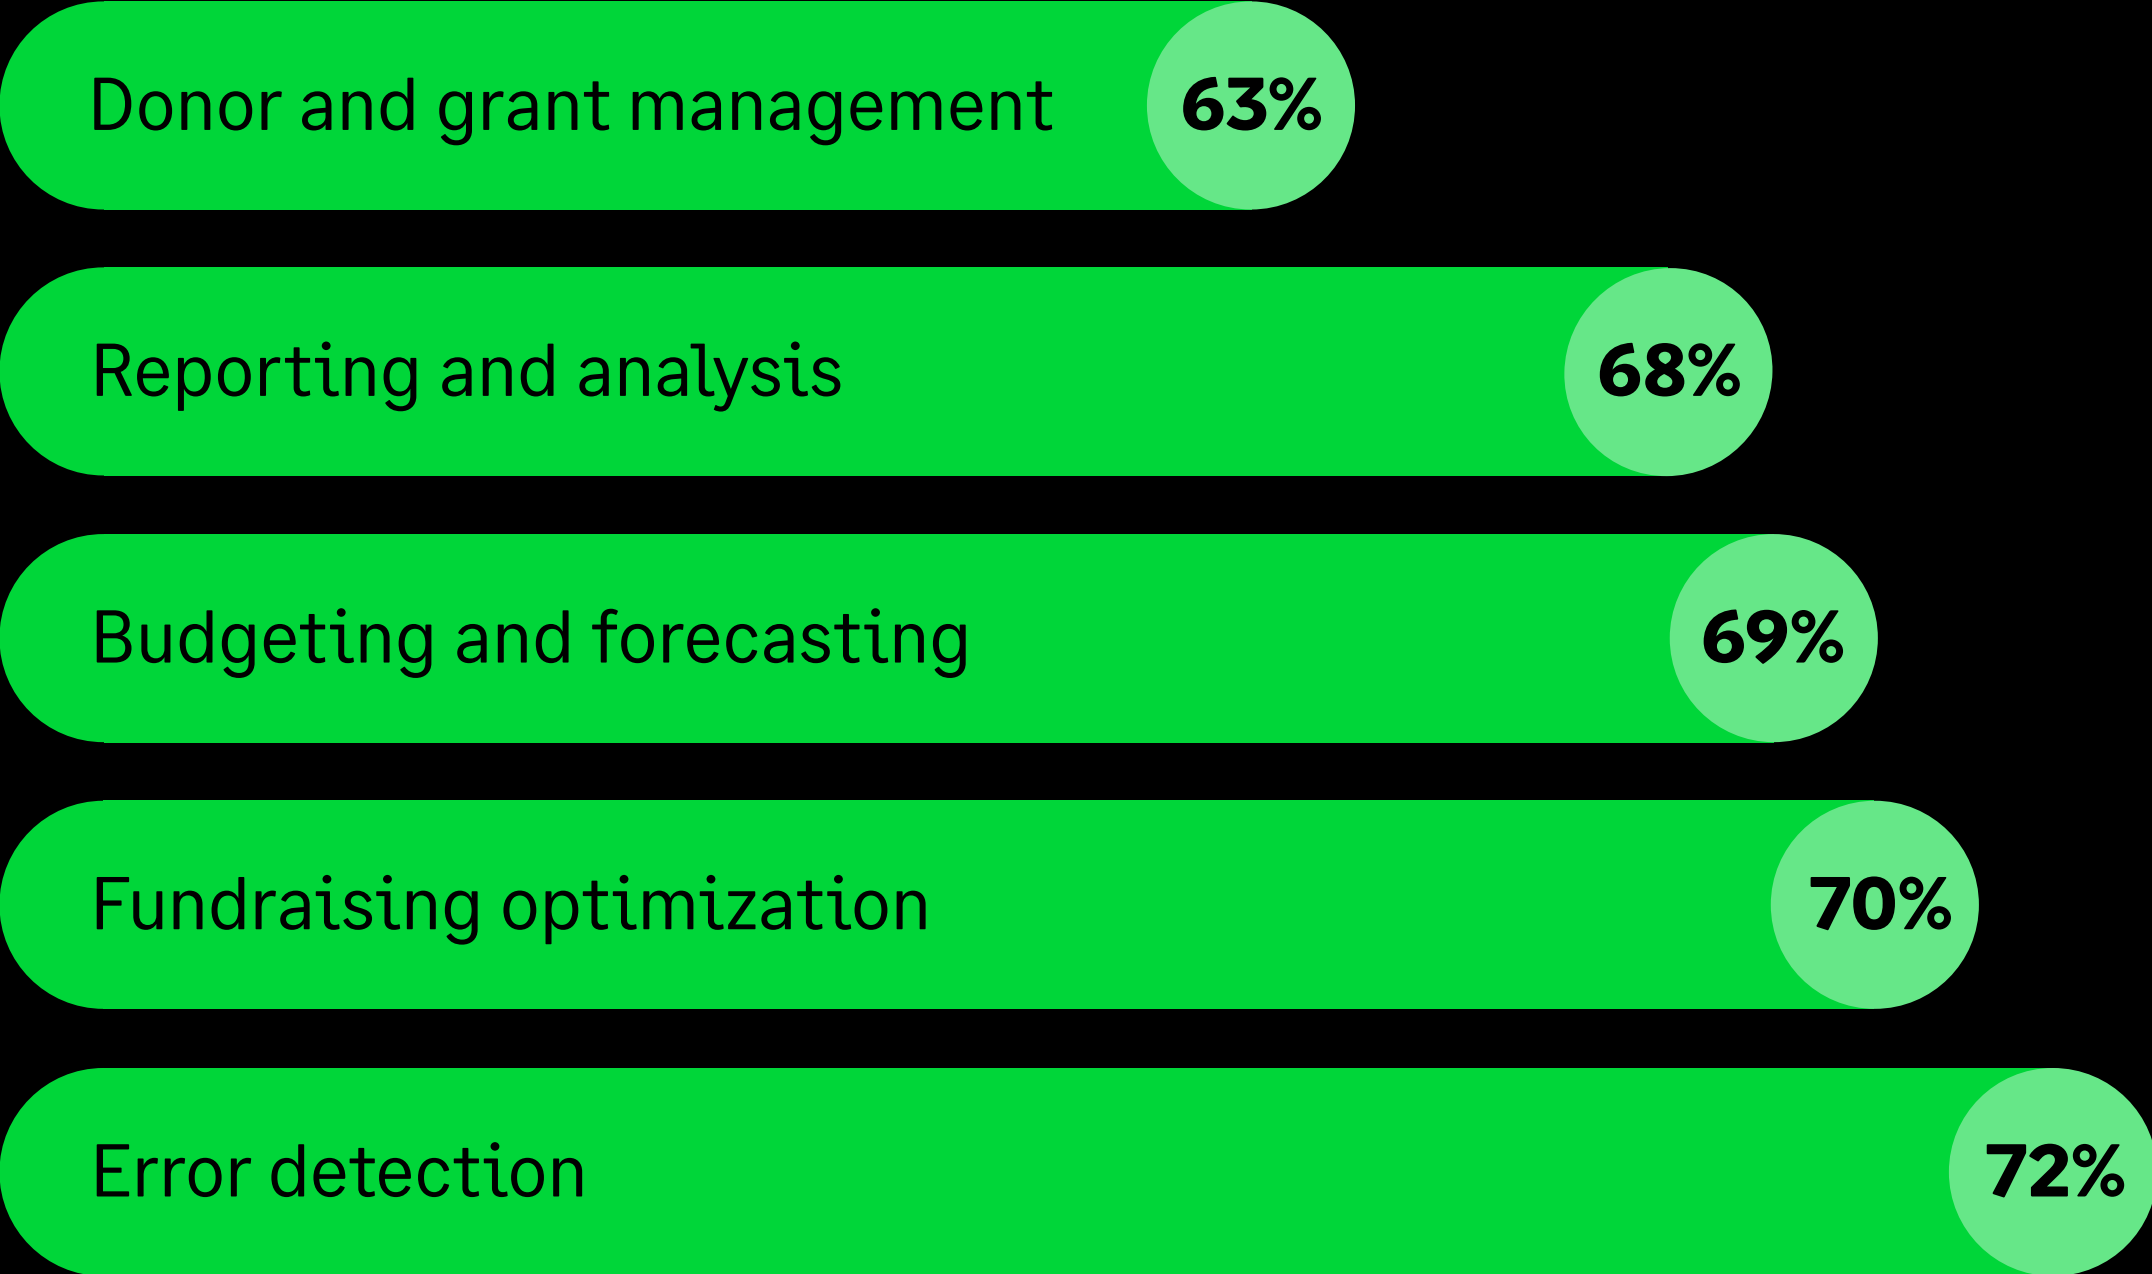 Donor and grant management 63%
Reporting and analysis 68%
Budgeting and forecasting 69%
Fundraising optimization 70%
Error detection 72%